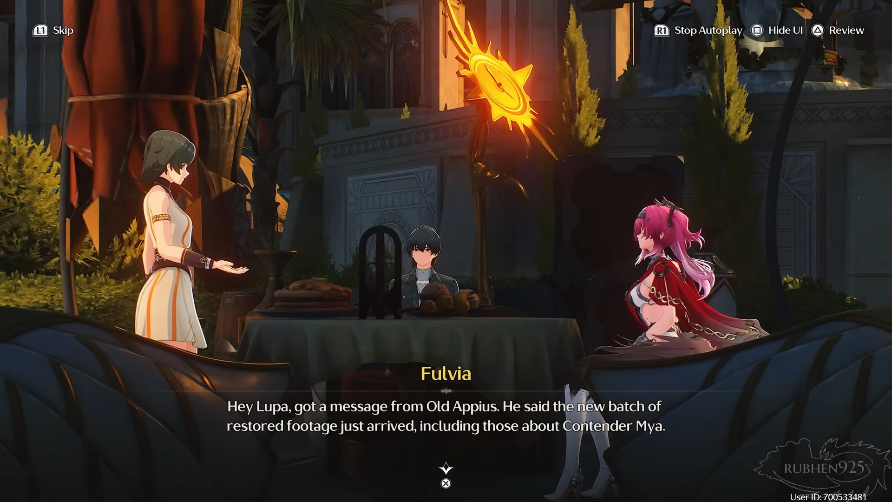 L1 Skip
R1 Stop Autoplay Hide UI Review
Fulvia
Hey Lupa, got a message from Old Appius. He said the new batch of
restored footage just arrived, including those about Contender Mya.
RUBHEN925
User ID: 700533481